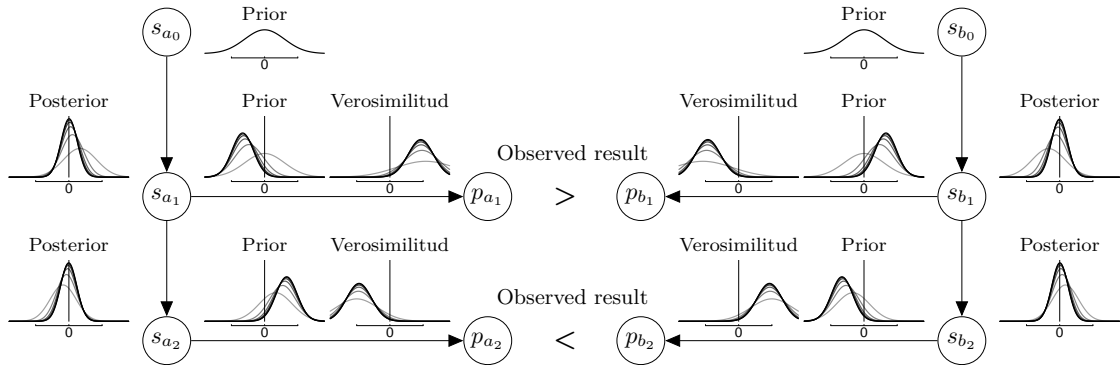 s_{a_0} Prior 0 Prior 0 s_{b_0}
Posterior 0 Prior 0 Verosimilitud 0 Observed result Verosimilitud 0 Prior 0 Posterior 0
s_{a_1} p_{a_1} > p_{b_1} s_{b_1}
Posterior 0 Prior 0 Verosimilitud 0 Observed result Verosimilitud 0 Prior 0 Posterior 0
s_{a_2} p_{a_2} < p_{b_2} s_{b_2}